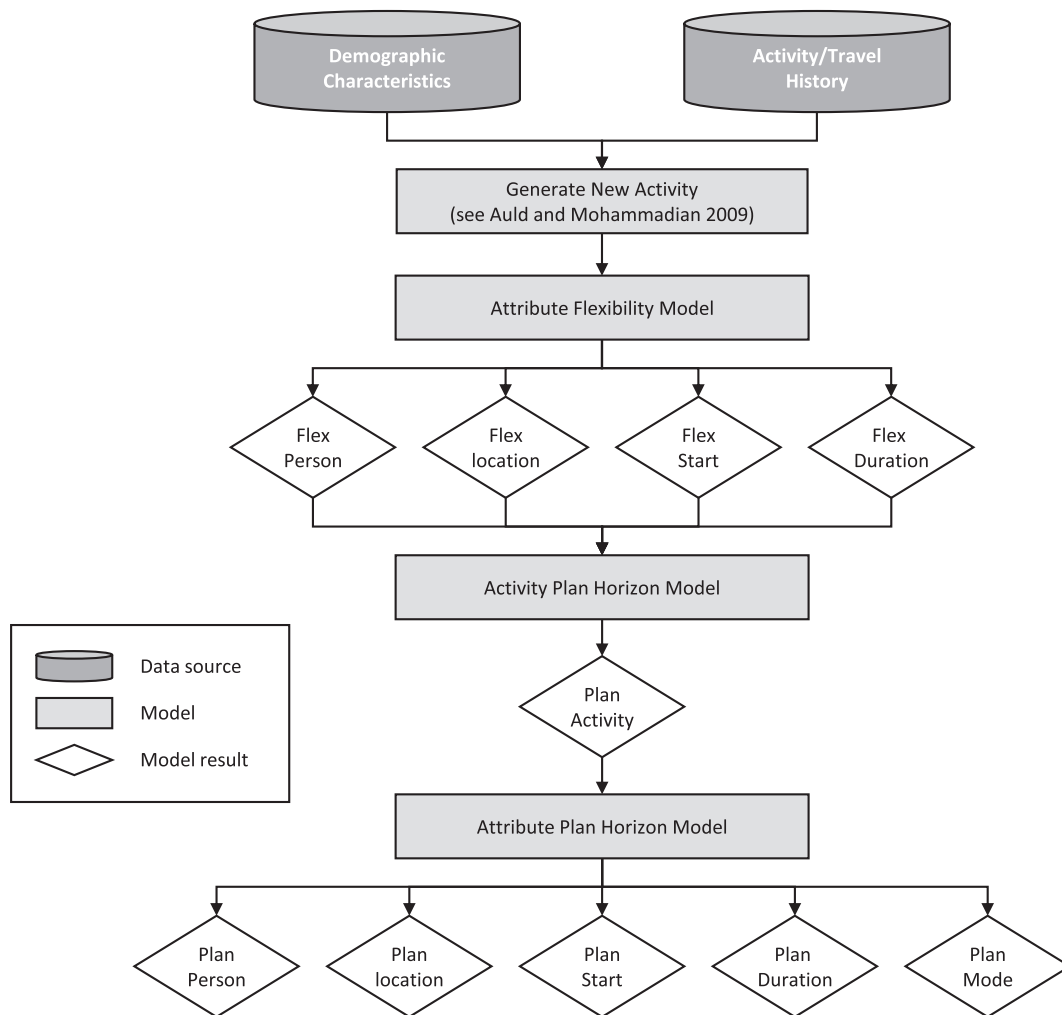 Demographic
Characteristics
Activity/Travel
History
Generate New Activity
(see Auld and Mohammadian 2009)
Attribute Flexibility Model
Flex
Person
Flex
location
Flex
Start
Flex
Duration
Activity Plan Horizon Model
Data source
Model
Model result
Plan
Activity
Attribute Plan Horizon Model
Plan
Person
Plan
location
Plan
Start
Plan
Duration
Plan
Mode